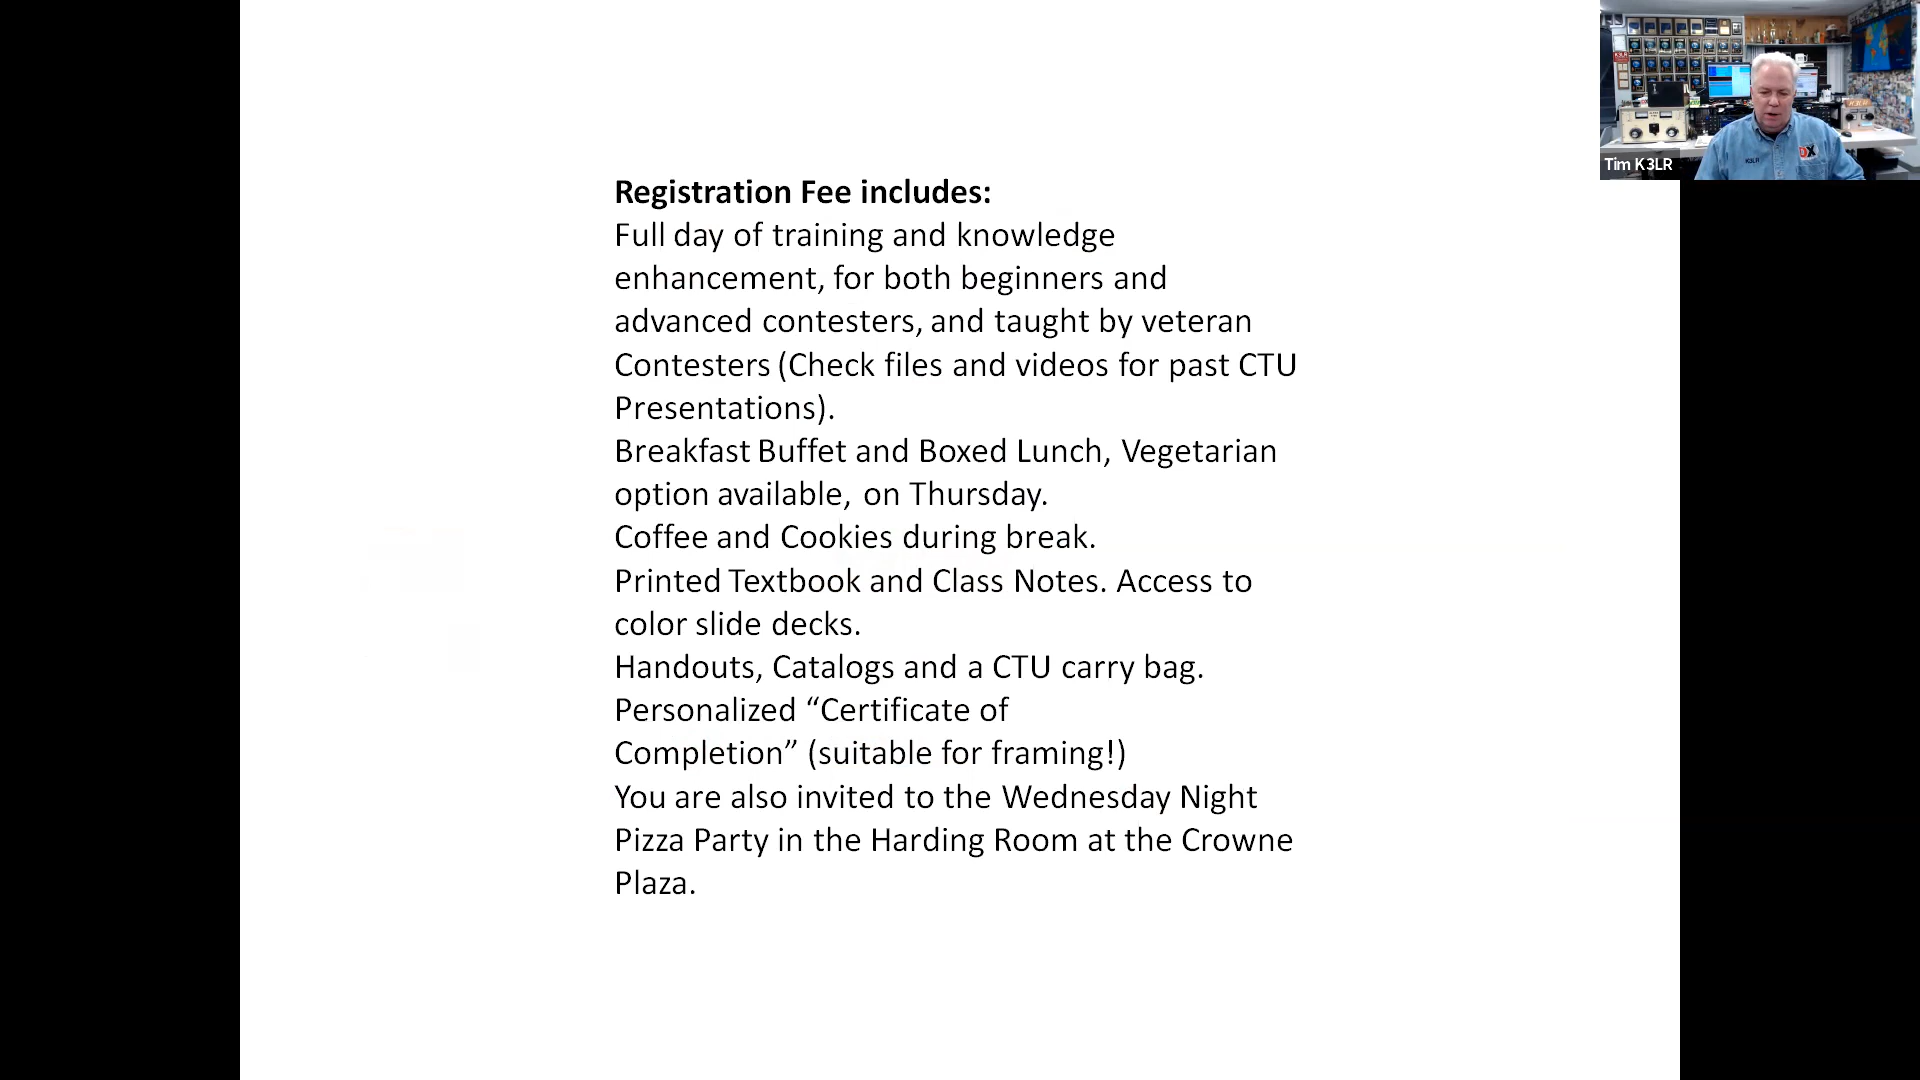 Registration Fee includes:
Full day of training and knowledge
enhancement, for both beginners and
advanced contesters, and taught by veteran
Contesters (Check files and videos for past CTU
Presentations).
Breakfast Buffet and Boxed Lunch, Vegetarian
option available, on Thursday.
Coffee and Cookies during break.
Printed Textbook and Class Notes. Access to
color slide decks.
Handouts, Catalogs and a CTU carry bag.
Personalized “Certificate of
Completion” (suitable for framing!)
You are also invited to the Wednesday Night
Pizza Party in the Harding Room at the Crowne
Plaza.
Tim K3LR
K3LR
DX